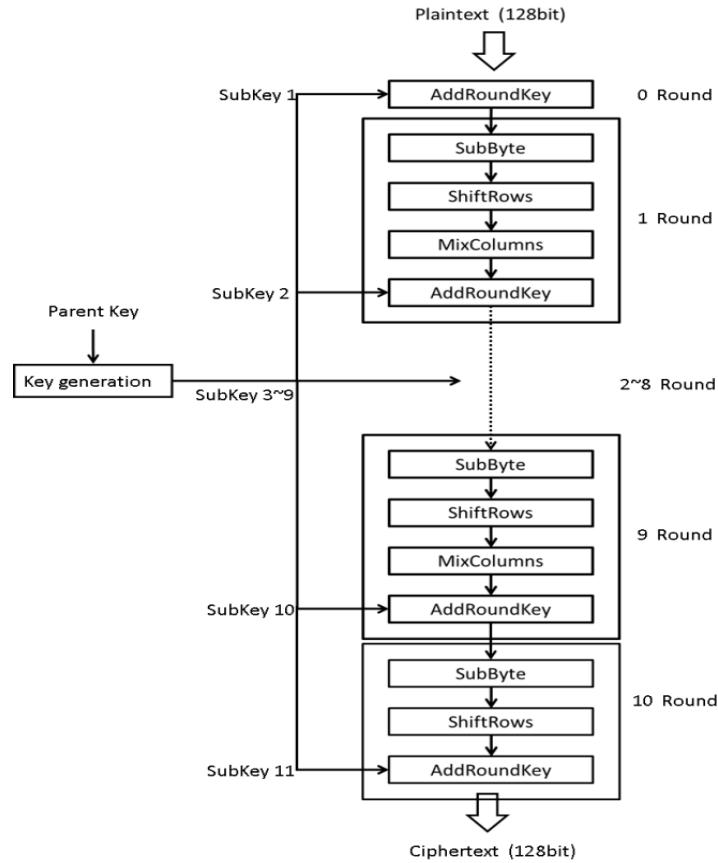 Plaintext (128bit)
SubKey 1
AddRoundKey
0 Round
SubByte
ShiftRows
1 Round
MixColumns
SubKey 2
AddRoundKey
Parent Key
Key generation
SubKey 3~9
2~8 Round
SubByte
ShiftRows
9 Round
MixColumns
SubKey 10
AddRoundKey
SubByte
10 Round
ShiftRows
SubKey 11
AddRoundKey
Ciphertext (128bit)